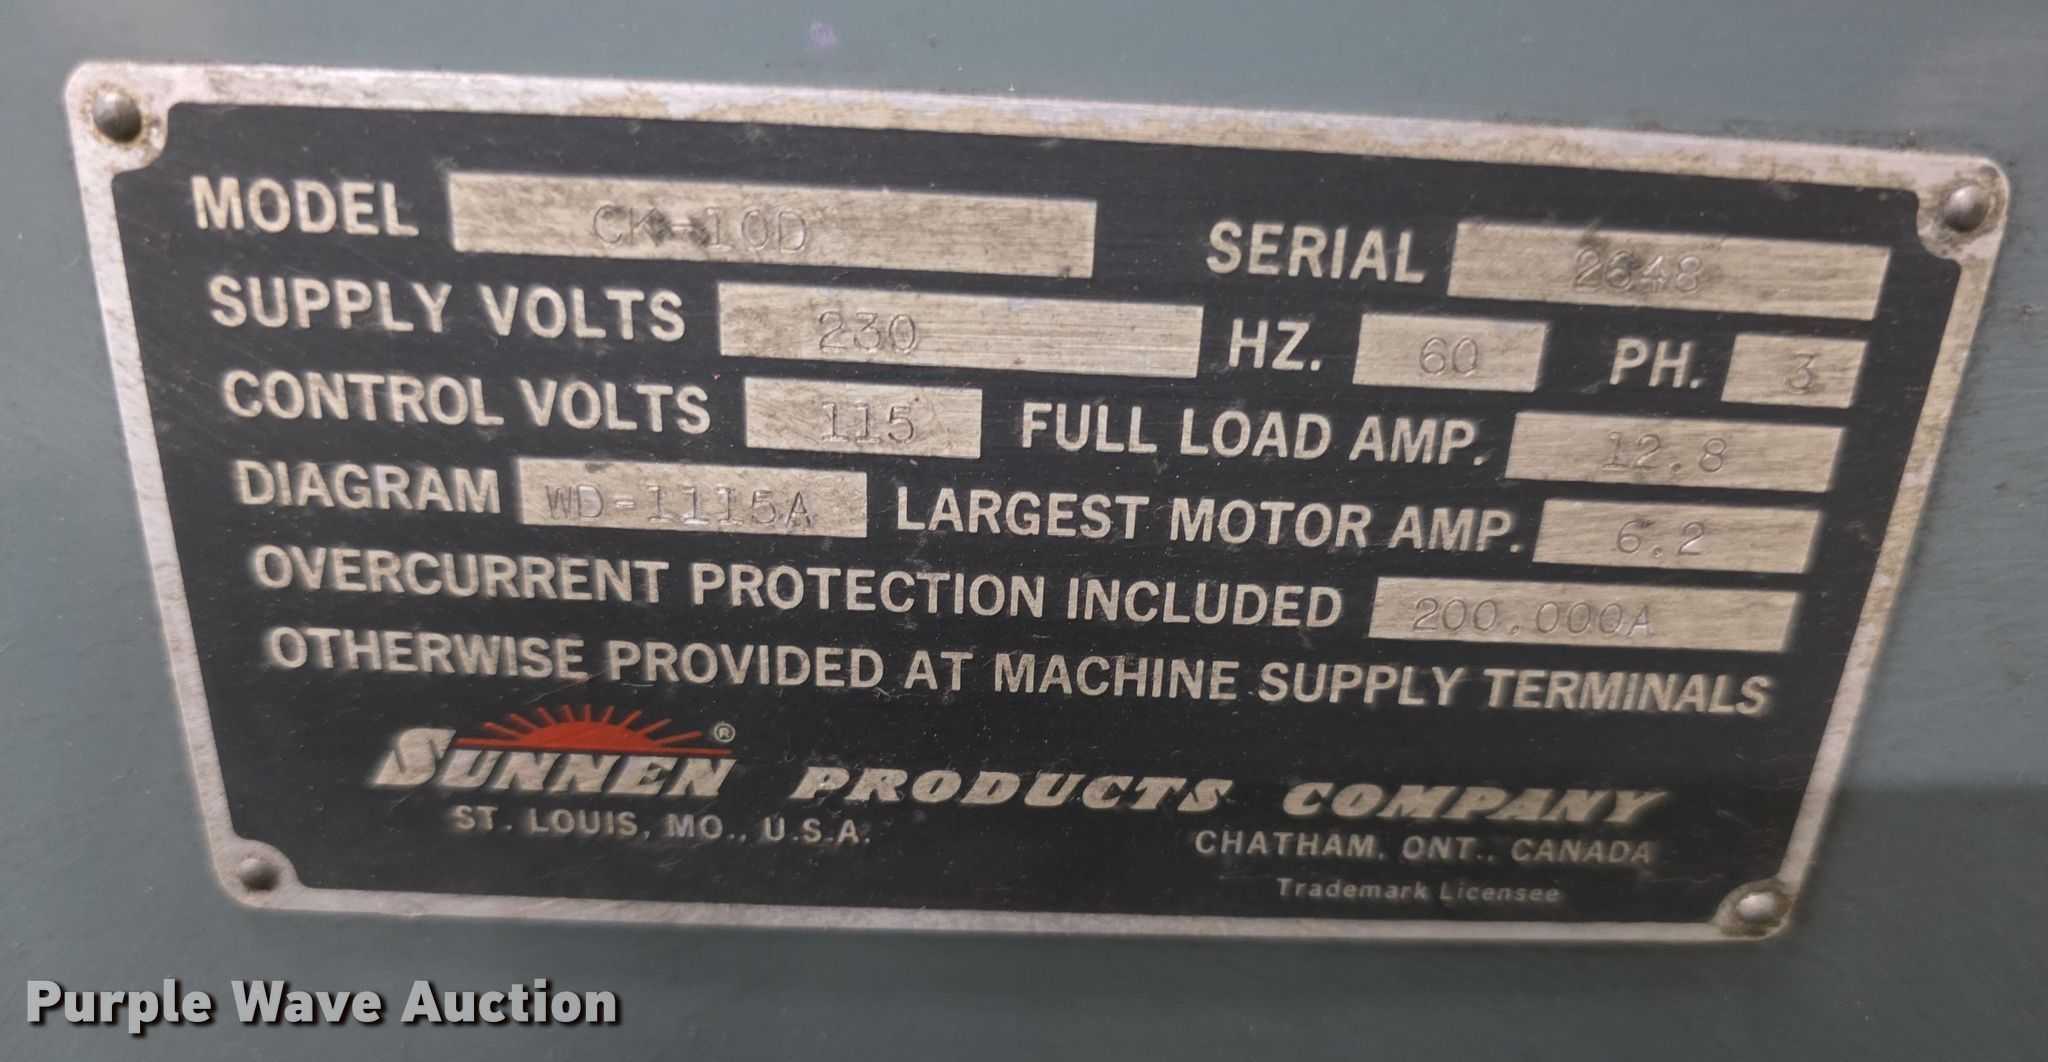 MODEL CK-10D SERIAL 2648
SUPPLY VOLTS 230 HZ. 60 PH. 3
CONTROL VOLTS 115 FULL LOAD AMP. 12.8
DIAGRAM WD-1115A LARGEST MOTOR AMP. 6.2
OVERCURRENT PROTECTION INCLUDED 200,000A
OTHERWISE PROVIDED AT MACHINE SUPPLY TERMINALS
SUNNEN® PRODUCTS COMPANY
ST. LOUIS, MO., U.S.A. CHATHAM, ONT., CANADA
Trademark Licensee
Purple Wave Auction